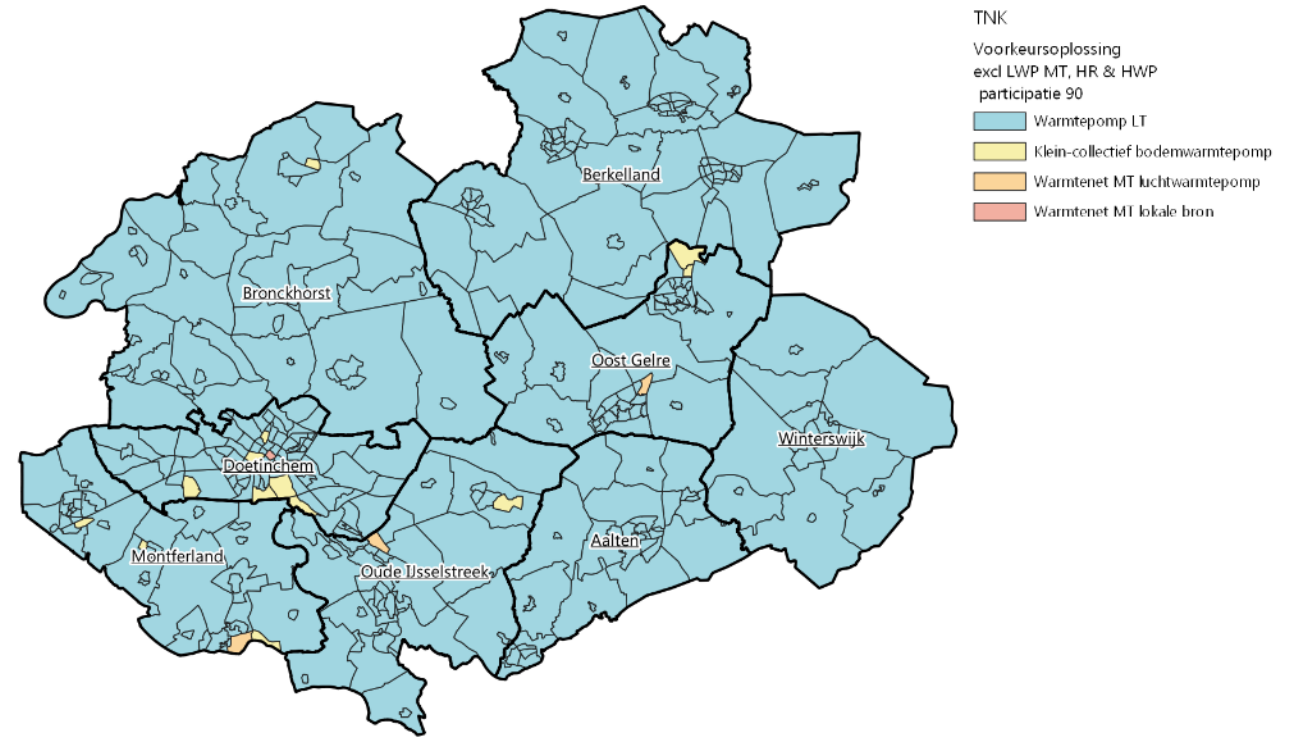 TNK
Voorkeursoplossing
excl LWP MT, HR & HWP
participatie 90
Warmtepomp LT
Klein-collectief bodemwarmtepomp
Warmtenet MT luchtwarmtepomp
Warmtenet MT lokale bron
Berkelland
Bronckhorst
Oost Gelre
Winterswijk
Doetinchem
Aalten
Montferland
Oude IJsselstreek